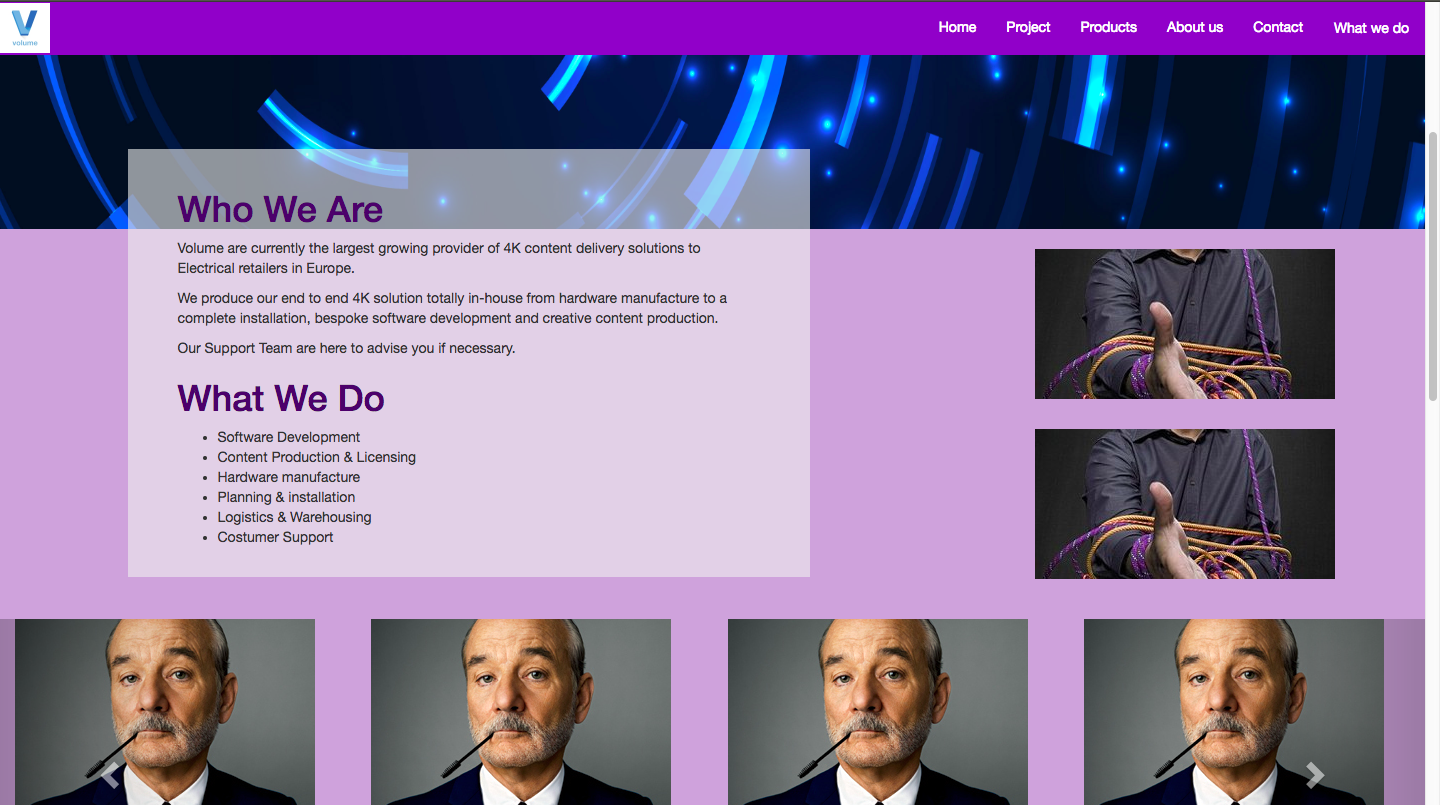 V
volume
Home Project Products About us Contact What we do
Who We Are
Volume are currently the largest growing provider of 4K content delivery solutions to
Electrical retailers in Europe.
We produce our end to end 4K solution totally in-house from hardware manufacture to a
complete installation, bespoke software development and creative content production.
Our Support Team are here to advise you if necessary.
What We Do
• Software Development
• Content Production & Licensing
• Hardware manufacture
• Planning & installation
• Logistics & Warehousing
• Costumer Support